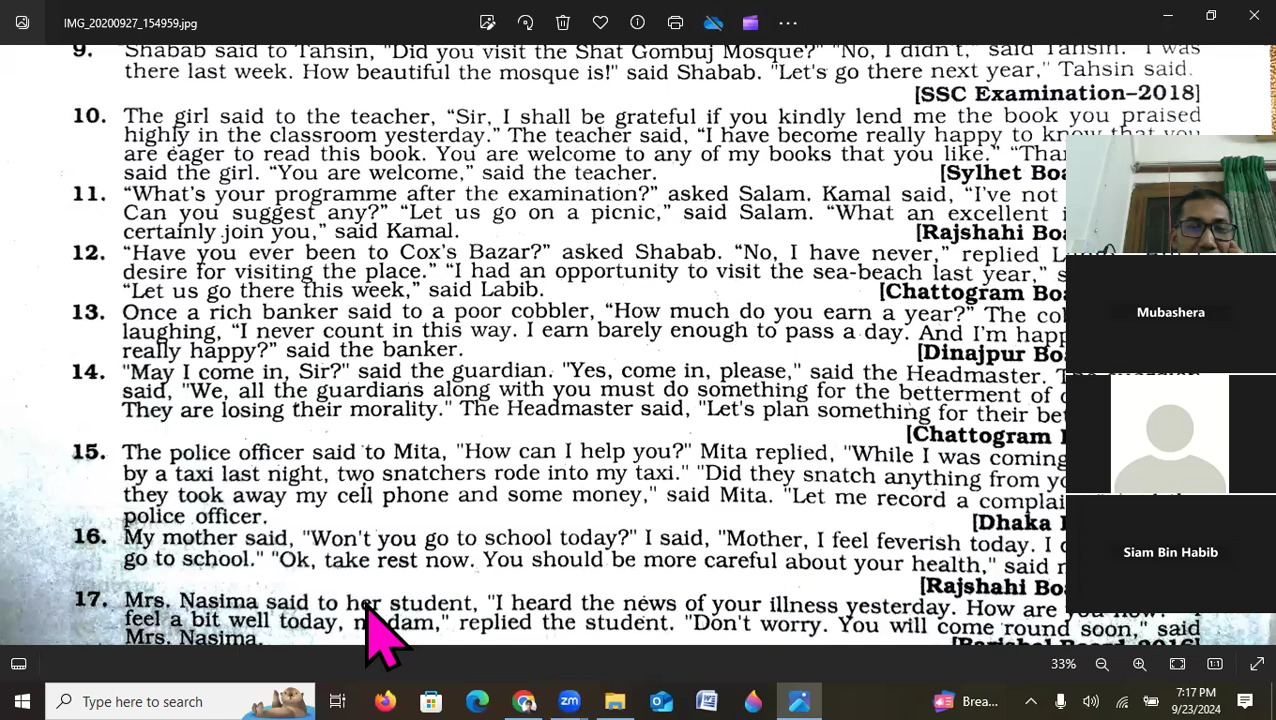 IMG_20200927_154959.jpg
9. "Shabab said to Tahsin, "Did you visit the Shat Gombuj Mosque?" "No, I didn't," said Tahsin. "I was
there last week. How beautiful the mosque is!" said Shabab. "Let's go there next year," Tahsin said.
[SSC Examination–2018]
10. The girl said to the teacher, “Sir, I shall be grateful if you kindly lend me the book you praised
highly in the classroom yesterday.” The teacher said, “I have become really happy to know that you
are eager to read this book. You are welcome to any of my books that you like.”
said the girl. “You are welcome,” said the teacher. [Sylhet
11. “What's your programme after the examination?” asked Salam. Kamal said, “I've not
Can you suggest any?” “Let us go on a picnic,” said Salam. “What an excellent
certainly join you,” said Kamal. [Rajshahi
12. “Have you ever been to Cox's Bazar?” asked Shabab. “No, I have never,” replied
desire for visiting the place.” “I had an opportunity to visit the sea-beach last year,”
“Let us go there this week,” said Labib. [Chattogram
13. Once a rich banker said to a poor cobbler, “How much do you earn a year?” The
laughing, “I never count in this way. I earn barely enough to pass a day. And I'm
really happy?” said the banker. [Dinajpur
14. "May I come in, Sir?" said the guardian. "Yes, come in, please," said the Headmaster.
said, "We, all the guardians along with you must do something for the betterment of
They are losing their morality." The Headmaster said, "Let's plan something for their
[Chattogram
15. The police officer said to Mita, "How can I help you?" Mita replied, "While I was coming
by a taxi last night, two snatchers rode into my taxi." "Did they snatch anything from
they took away my cell phone and some money," said Mita. "Let me record a
police officer. [Dhaka
16. My mother said, "Won't you go to school today?" I said, "Mother, I feel feverish today. I
go to school." "Ok, take rest now. You should be more careful about your health," said
[Rajshahi
17. Mrs. Nasima said to her student, "I heard the news of your illness yesterday. How are you now?"
feel a bit well today, madam," replied the student. "Don't worry. You will come round soon," said
Mrs. Nasima. [Barishal Board–2016]
Mubashera
Siam Bin Habib
33%
Type here to search
Brea...
7:17 PM
9/23/2024